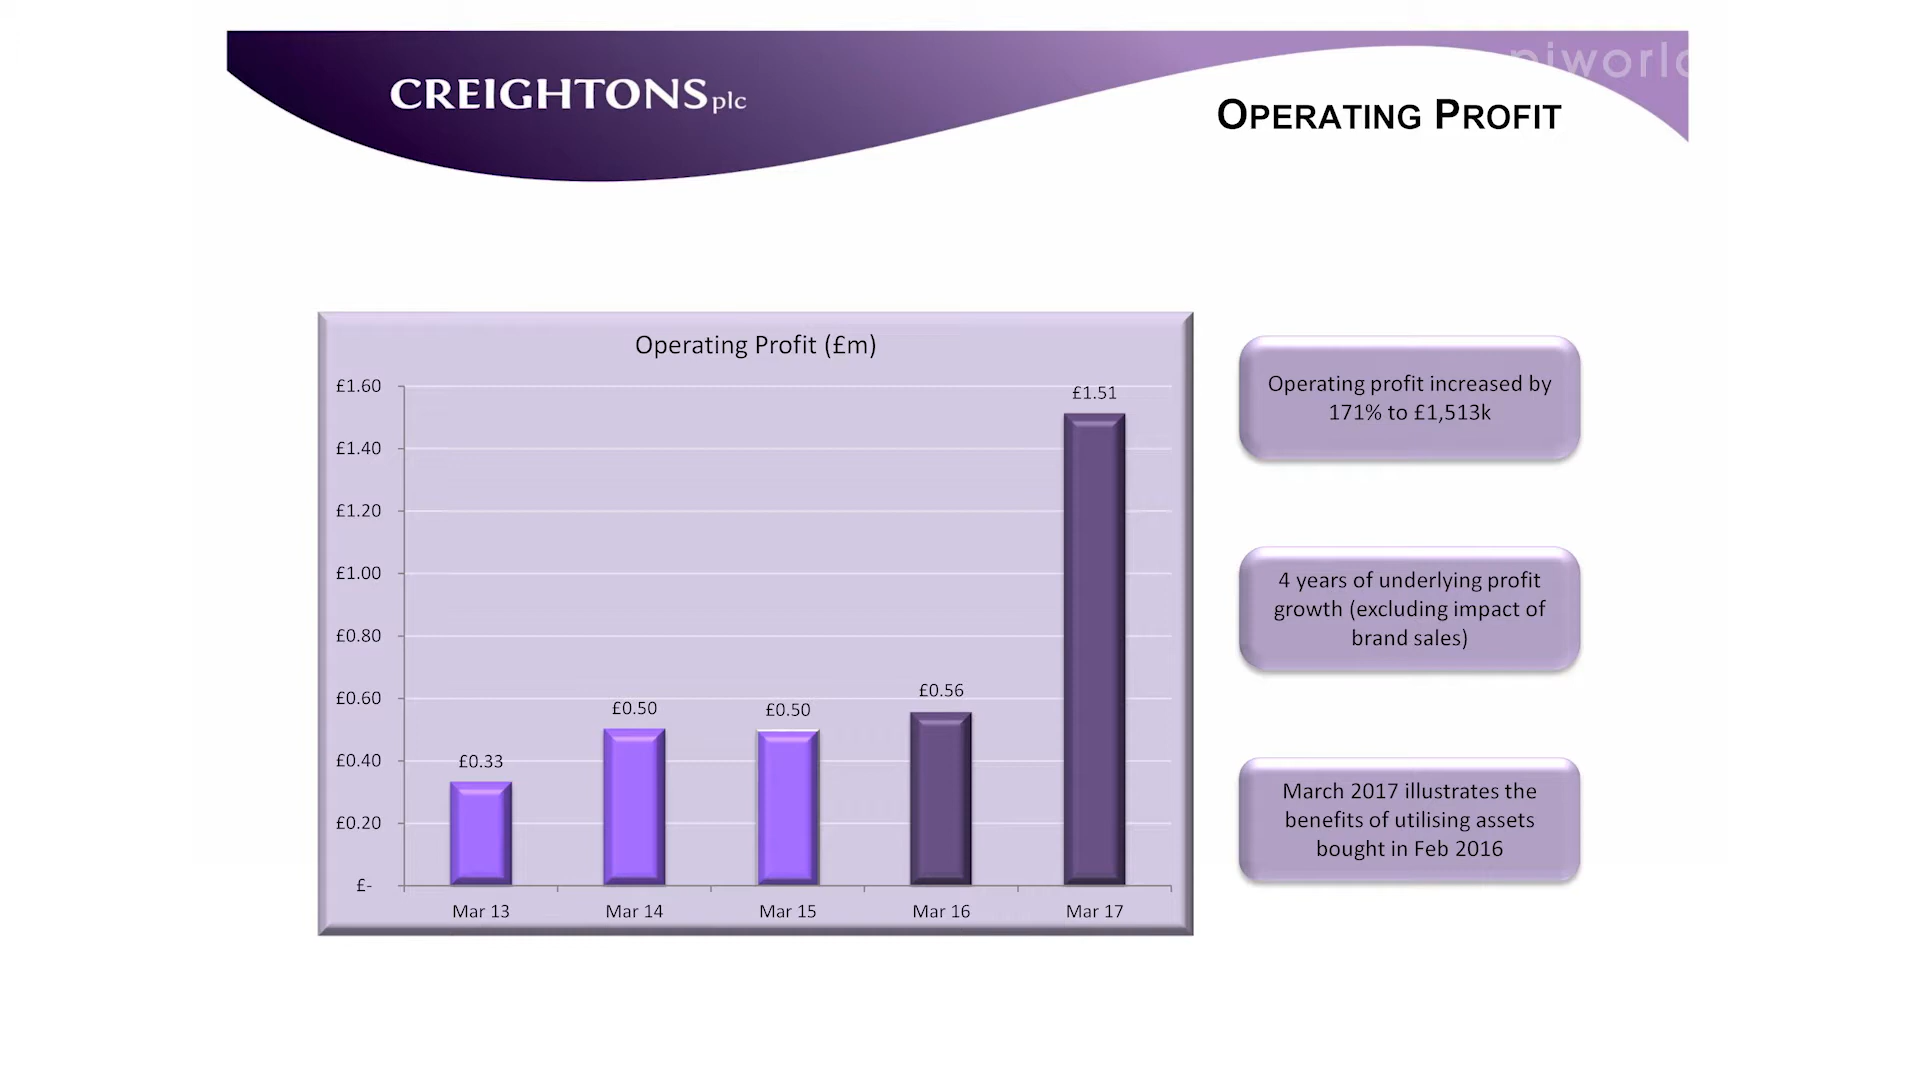 CREIGHTONS plc
OPERATING PROFIT
Operating Profit (£m)
£1.60
£1.40
£1.20
£1.00
£0.80
£0.60
£0.40
£0.20
£-
£0.33
£0.50
£0.50
£0.56
£1.51
Mar 13
Mar 14
Mar 15
Mar 16
Mar 17
Operating profit increased by
171% to £1,513k
4 years of underlying profit
growth (excluding impact of
brand sales)
March 2017 illustrates the
benefits of utilising assets
bought in Feb 2016